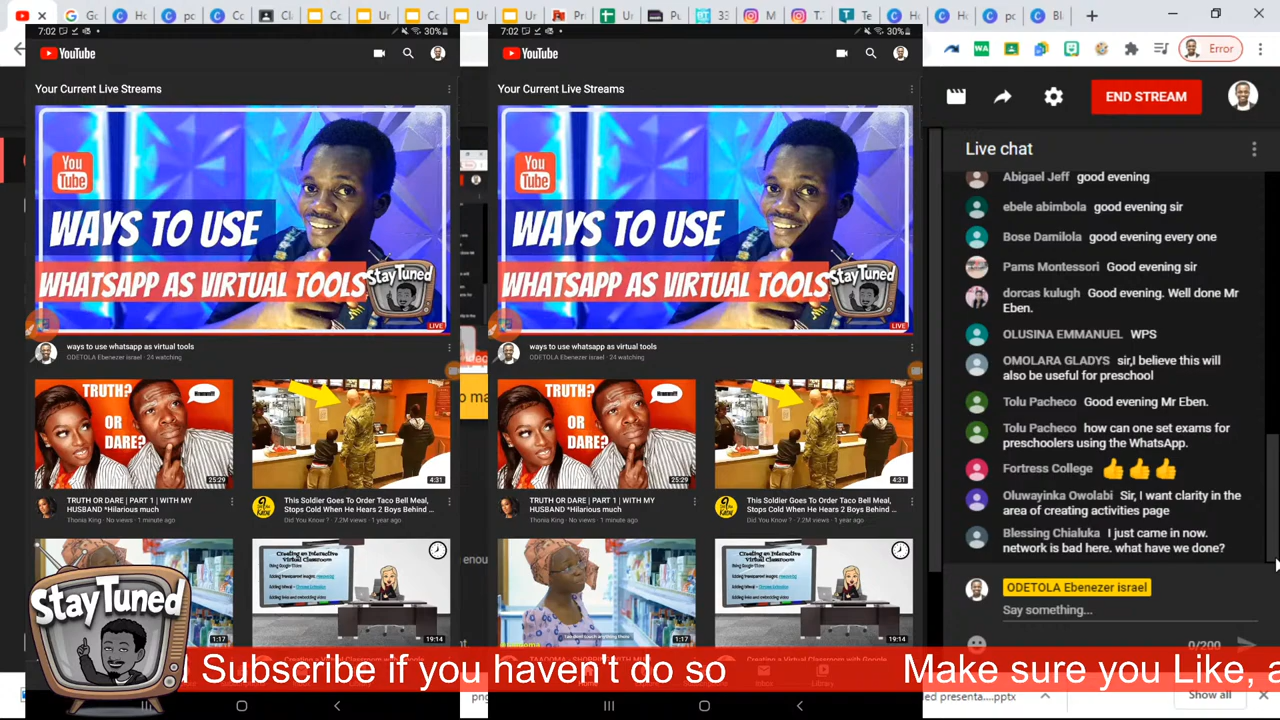 Error
7:02
30%
YouTube
Your Current Live Streams
You
Tube
WAYS TO USE
WHATSAPP AS VIRTUAL TOOLS
StayTuned
LIVE
ways to use whatsapp as virtual tools
ODETOLA Ebenezer israel · 24 watching
TRUTH?
OR
DARE?
25:29
4:31
TRUTH OR DARE | PART 1 | WITH MY
HUSBAND *Hilarious much
Thonia King · No views · 1 minute ago
This Soldier Goes To Order Taco Bell Meal,
Stops Cold When He Hears 2 Boys Behind ...
Did You Know ? · 7.2M views · 1 year ago
Creating an Interactive
Virtual Classroom
1:17
19:14
7:02
30%
YouTube
Your Current Live Streams
You
Tube
WAYS TO USE
WHATSAPP AS VIRTUAL TOOLS
StayTuned
LIVE
ways to use whatsapp as virtual tools
ODETOLA Ebenezer israel · 24 watching
TRUTH?
OR
DARE?
25:29
4:31
TRUTH OR DARE | PART 1 | WITH MY
HUSBAND *Hilarious much
Thonia King · No views · 1 minute ago
This Soldier Goes To Order Taco Bell Meal,
Stops Cold When He Hears 2 Boys Behind ...
Did You Know ? · 7.2M views · 1 year ago
Creating an Interactive
Virtual Classroom
1:17
19:14
END STREAM
Live chat
Abigael Jeff good evening
ebele abimbola good evening sir
Bose Damilola good evening every one
Pams Montessori Good evening sir
dorcas kulugh Good evening. Well done Mr
Eben.
OLUSINA EMMANUEL WPS
OMOLARA GLADYS sir,I believe this will
also be useful for preschool
Tolu Pacheco Good evening Mr Eben.
Tolu Pacheco how can one set exams for
preschoolers using the WhatsApp.
Fortress College 👍👍👍
Oluwayinka Owolabi Sir, I want clarity in the
area of creating activities page
Blessing Chialuka I just came in now.
network is bad here. what have we done?
ODETOLA Ebenezer israel
Say something...
0/200
StayTuned
Subscribe if you haven't do so
Make sure you Like,
ed presenta....pptx
Show all